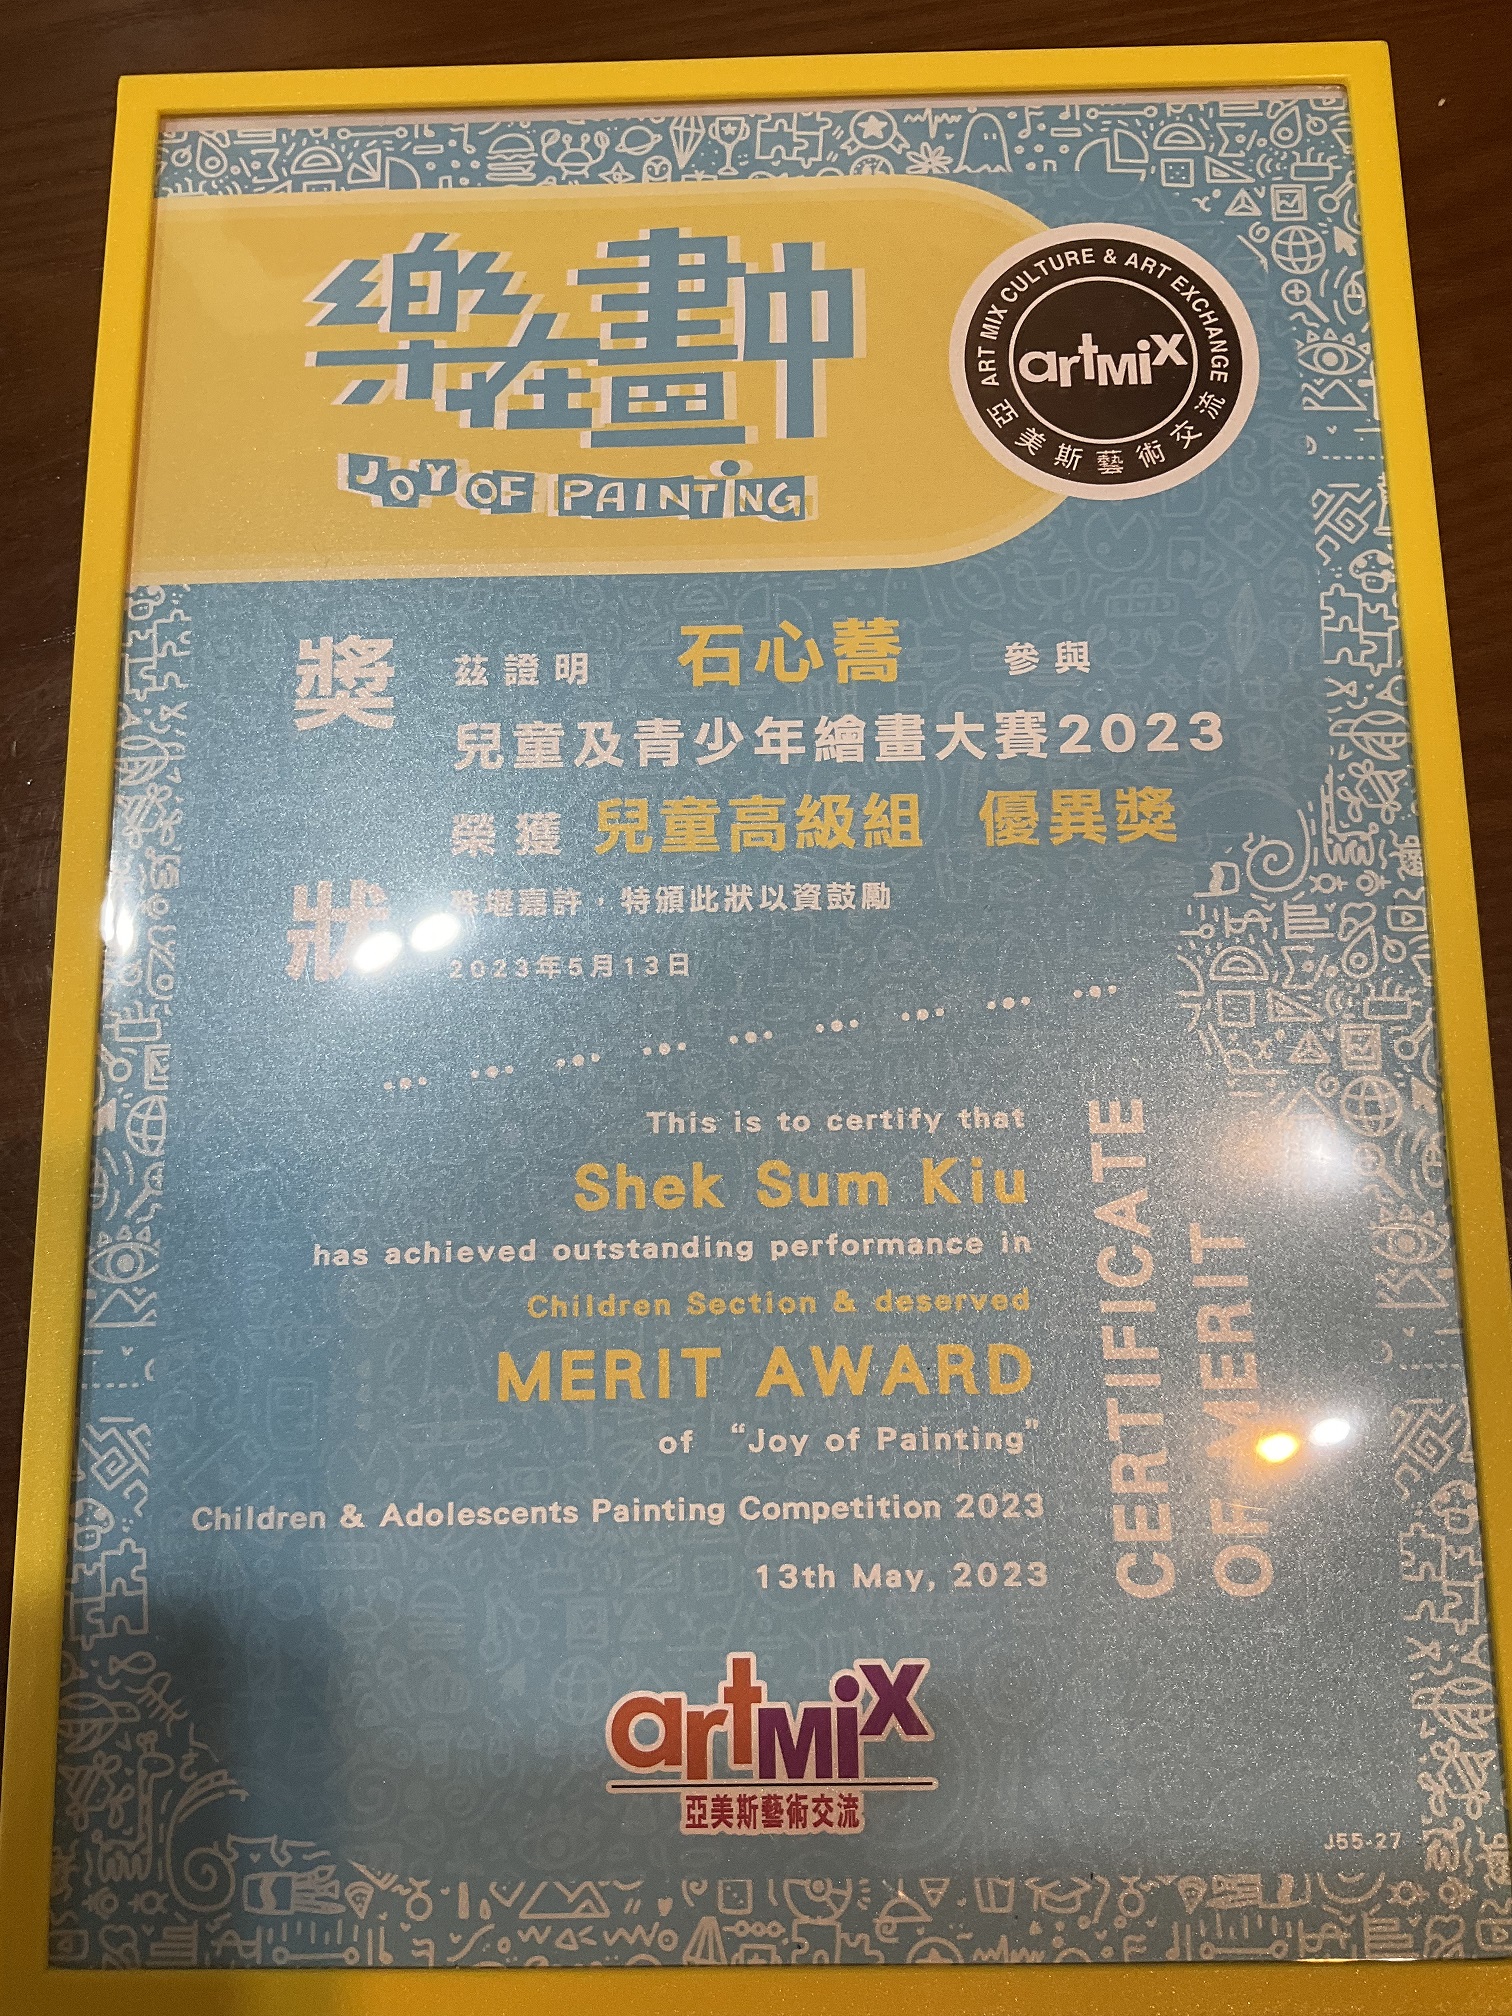 樂在畫中
JOY OF PAINTING
ART MIX CULTURE & ART EXCHANGE
artmix
亞美斯藝術交流
獎狀
茲證明 石心蕎 參與
兒童及青少年繪畫大賽2023
榮獲 兒童高級組 優異獎
殊堪嘉許，特頒此狀以資鼓勵
2023年5月13日
This is to certify that
Shek Sum Kiu
has achieved outstanding performance in
Children Section & deserved
MERIT AWARD
of “Joy of Painting”
Children & Adolescents Painting Competition 2023
13th May, 2023
CERTIFICATE
OF MERIT
artmix
亞美斯藝術交流
J55-27